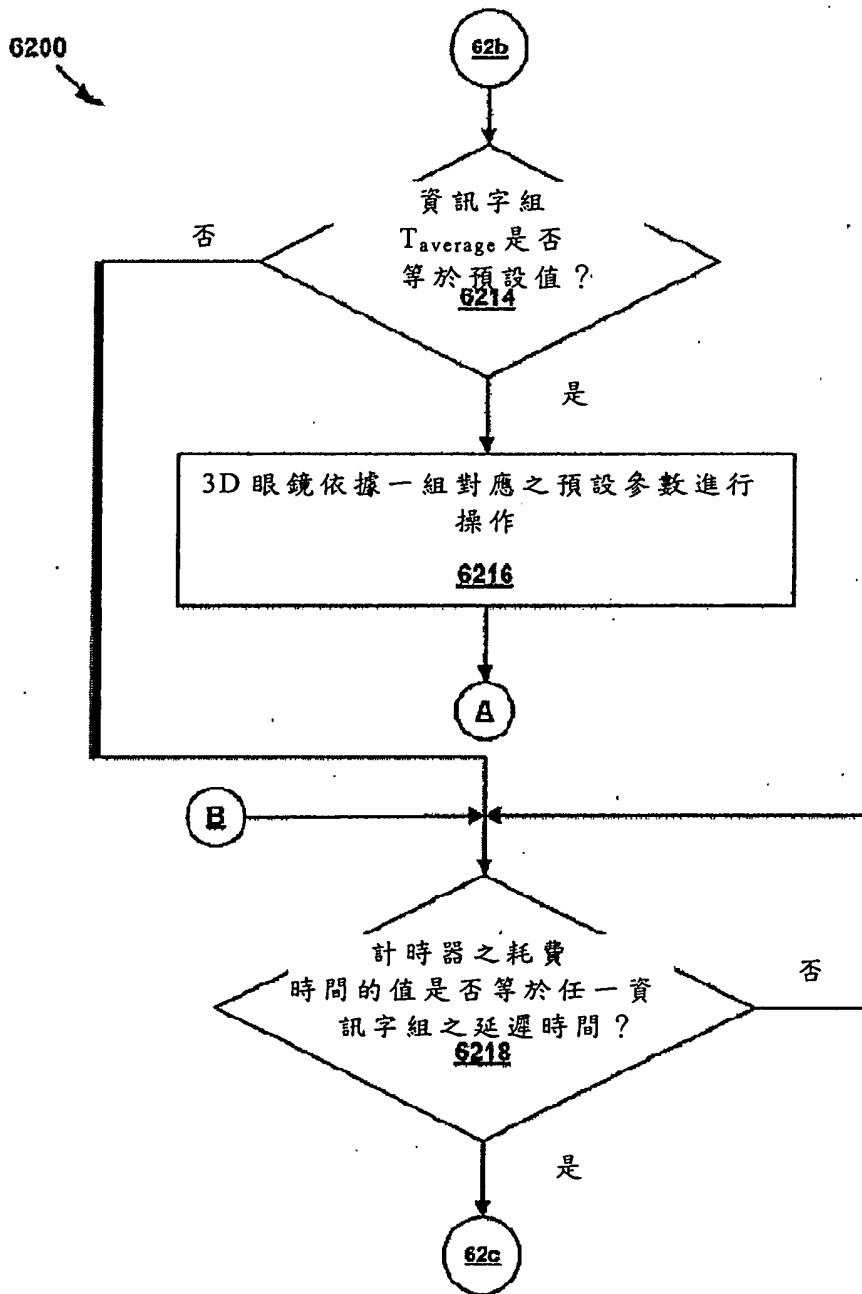 6200
62b
資訊字組
Taverage是否
等於預設值？
6214
否
是
3D眼鏡依據一組對應之預設參數進行
操作
6216
A
B
計時器之耗費
時間的值是否等於任一資
訊字組之延遲時間？
6218
否
是
62c